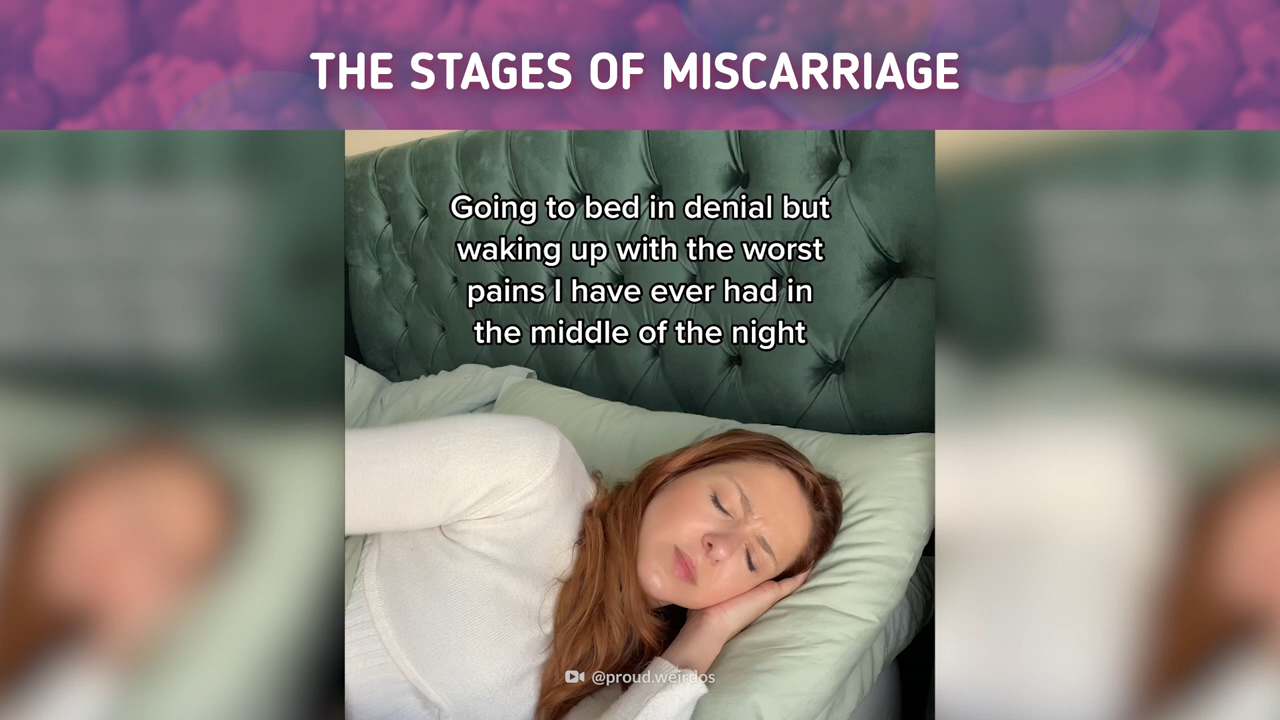 THE STAGES OF MISCARRIAGE
Going to bed in denial but
waking up with the worst
pains I have ever had in
the middle of the night
@proud.weirdos